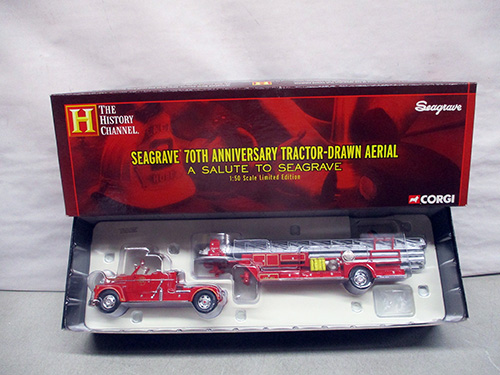 H
THE
HISTORY
CHANNEL.
Seagrave
SEAGRAVE® 70TH ANNIVERSARY TRACTOR-DRAWN AERIAL
A SALUTE TO SEAGRAVE
1:50 Scale Limited Edition
CORGI